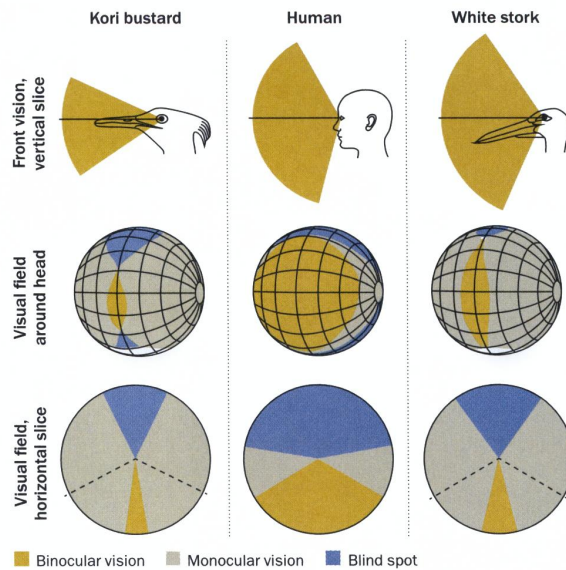 Kori bustard
Human
White stork
Front vision,
vertical slice
Visual field
around head
Visual field,
horizontal slice
Binocular vision
Monocular vision
Blind spot